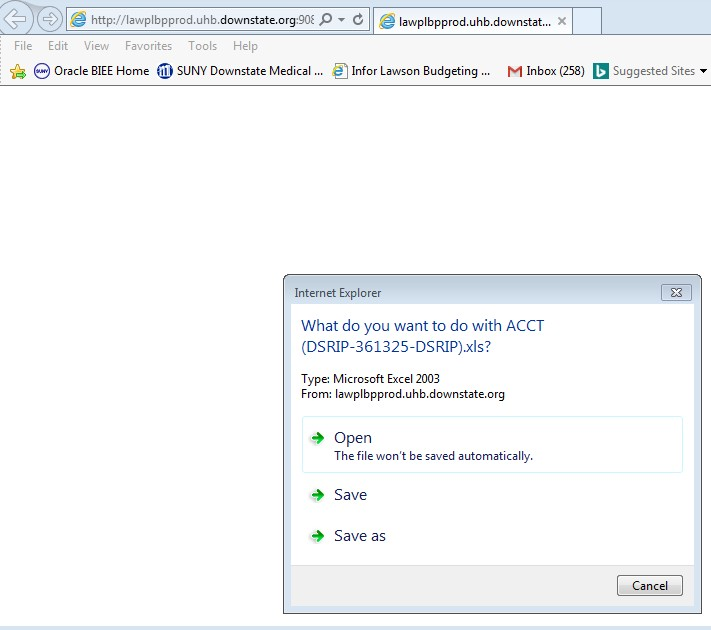 http://lawplbpprod.uhb.downstate.org:908
lawplbpprod.uhb.downstat...
File Edit View Favorites Tools Help
SUNY Oracle BIEE Home SUNY Downstate Medical ... Infor Lawson Budgeting ... Inbox (258) b Suggested Sites
Internet Explorer
What do you want to do with ACCT
(DSRIP-361325-DSRIP).xls?
Type: Microsoft Excel 2003
From: lawplbpprod.uhb.downstate.org
Open
The file won't be saved automatically.
Save
Save as
Cancel